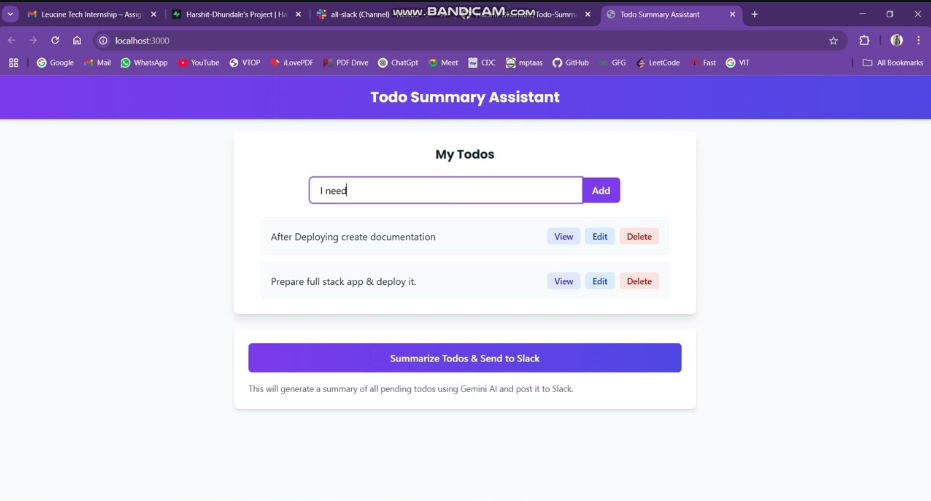 Leucine Tech Internship – Assig
Harshit-Dhundale's Project | Ha
all-slack (Channel)
WWW.BANDICAM.COM
Todo-Summa
Todo Summary Assistant
localhost:3000
Google
Mail
WhatsApp
YouTube
VTOP
iLovePDF
PDF Drive
ChatGpt
Meet
CDC
mptaas
GitHub
GFG
LeetCode
Fast
VIT
All Bookmarks
Todo Summary Assistant
My Todos
I need
Add
After Deploying create documentation
View
Edit
Delete
Prepare full stack app & deploy it.
View
Edit
Delete
Summarize Todos & Send to Slack
This will generate a summary of all pending todos using Gemini AI and post it to Slack.